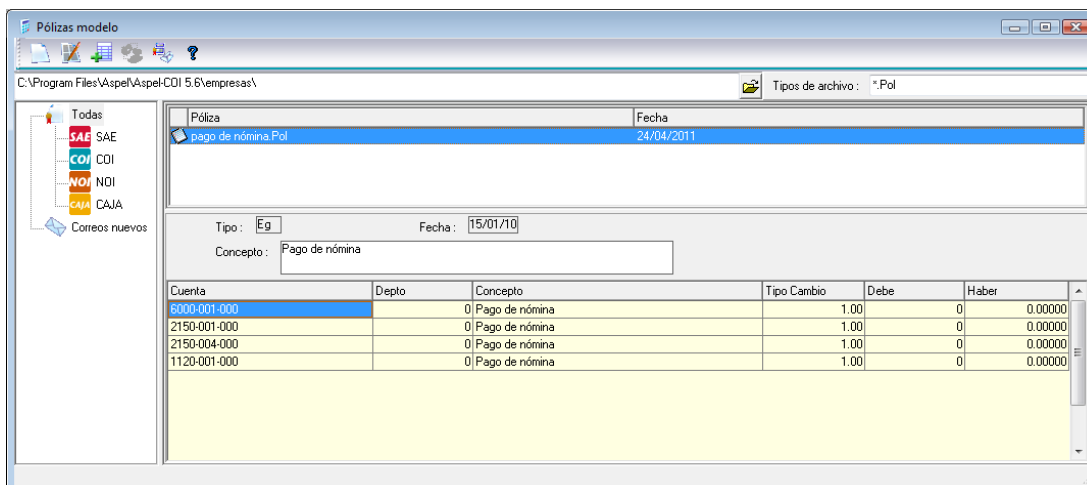 Pólizas modelo
C:\Program Files\Aspel\Aspel-COI 5.6\empresas\ Tipos de archivo : *.Pol
Todas
SAE SAE
COI COI
NOI NOI
CAJA CAJA
Correos nuevos
Póliza Fecha
pago de nómina.Pol 24/04/2011
Tipo : Eg Fecha : 15/01/10
Concepto : Pago de nómina
Cuenta Depto Concepto Tipo Cambio Debe Haber
6000-001-000 0 Pago de nómina 1.00 0 0.00000
2150-001-000 0 Pago de nómina 1.00 0 0.00000
2150-004-000 0 Pago de nómina 1.00 0 0.00000
1120-001-000 0 Pago de nómina 1.00 0 0.00000